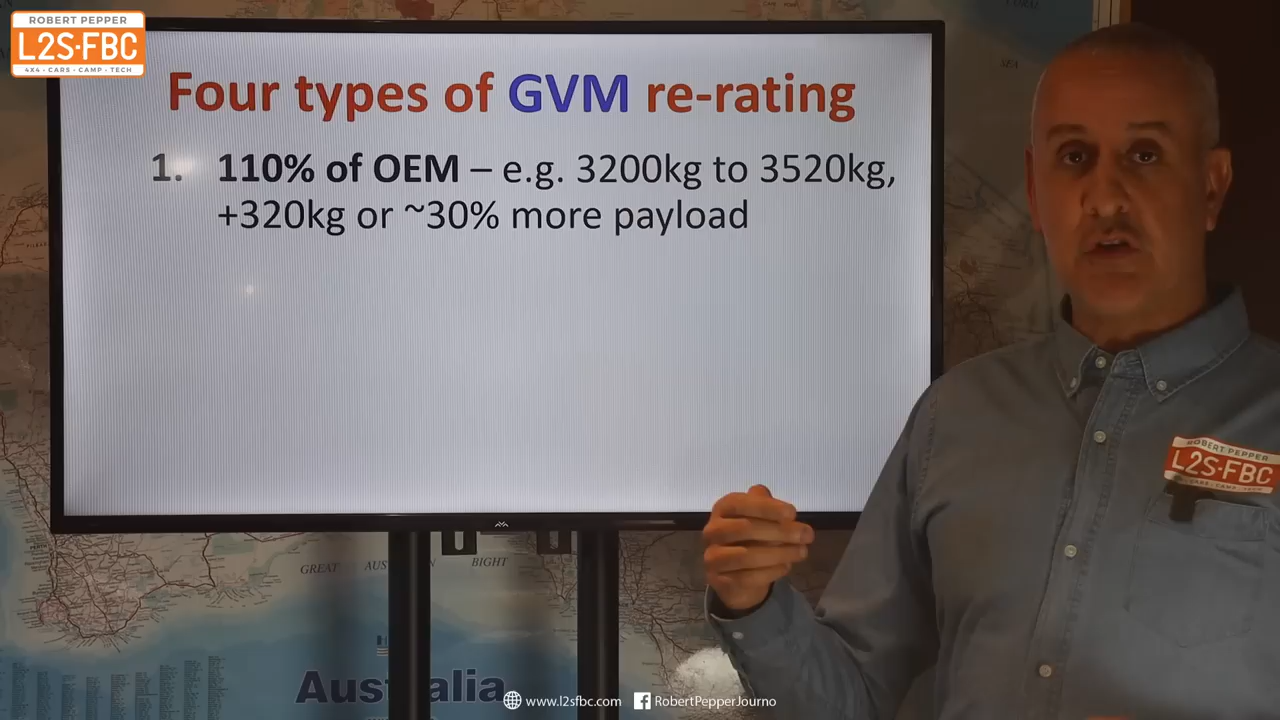 ROBERT PEPPER
L2S·FBC
4X4 · CARS · CAMP · TECH
Four types of GVM re-rating
1. 110% of OEM – e.g. 3200kg to 3520kg,
+320kg or ~30% more payload
ROBERT PEPPER
L2S·FBC
GREAT AUS N BIGHT
Australia
www.l2sfbc.com RobertPepperJourno